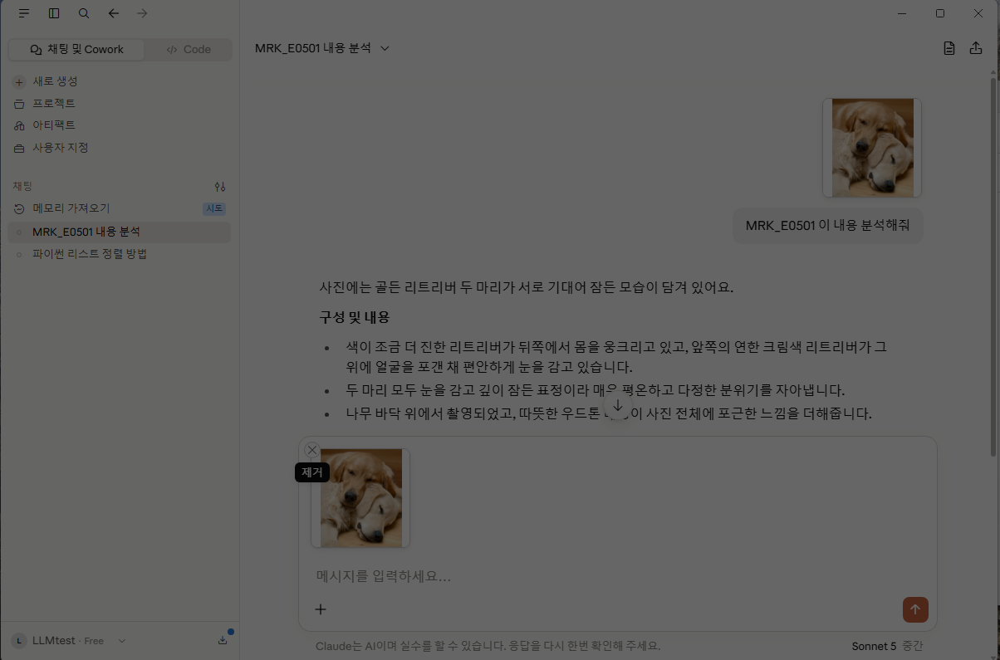 채팅 및 Cowork
Code
새로 생성
프로젝트
아티팩트
사용자 지정
채팅
메모리 가져오기
시도
MRK_E0501 내용 분석
파이썬 리스트 정렬 방법
L LLMtest · Free
MRK_E0501 내용 분석
MRK_E0501 이 내용 분석해줘
사진에는 골든 리트리버 두 마리가 서로 기대어 잠든 모습이 담겨 있어요.
구성 및 내용
• 색이 조금 더 진한 리트리버가 뒤쪽에서 몸을 웅크리고 있고, 앞쪽의 연한 크림색 리트리버가 그
위에 얼굴을 포갠 채 편안하게 눈을 감고 있습니다.
• 두 마리 모두 눈을 감고 깊이 잠든 표정이라 매우 평온하고 다정한 분위기를 자아냅니다.
• 나무 바닥 위에서 촬영되었고, 따뜻한 우드톤 이 사진 전체에 포근한 느낌을 더해줍니다.
제거
메시지를 입력하세요...
Claude는 AI이며 실수를 할 수 있습니다. 응답을 다시 한번 확인해 주세요.
Sonnet 5 중간